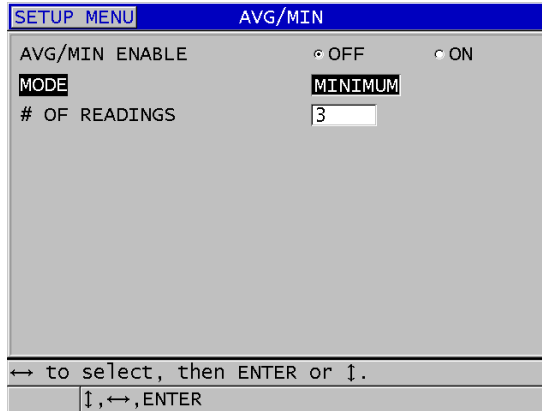 SETUP MENU AVG/MIN
AVG/MIN ENABLE OFF ON
MODE MINIMUM
# OF READINGS 3
↔ to select, then ENTER or ↕.
↕,↔,ENTER